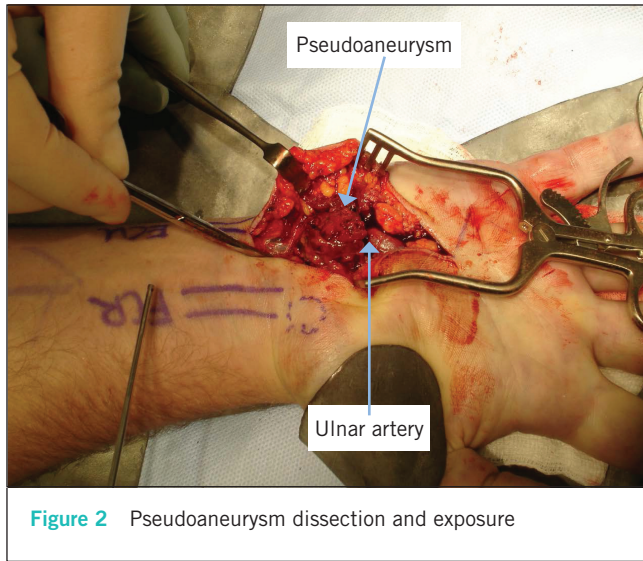 Pseudoaneurysm
FCR
Ulnar artery
Figure 2 Pseudoaneurysm dissection and exposure